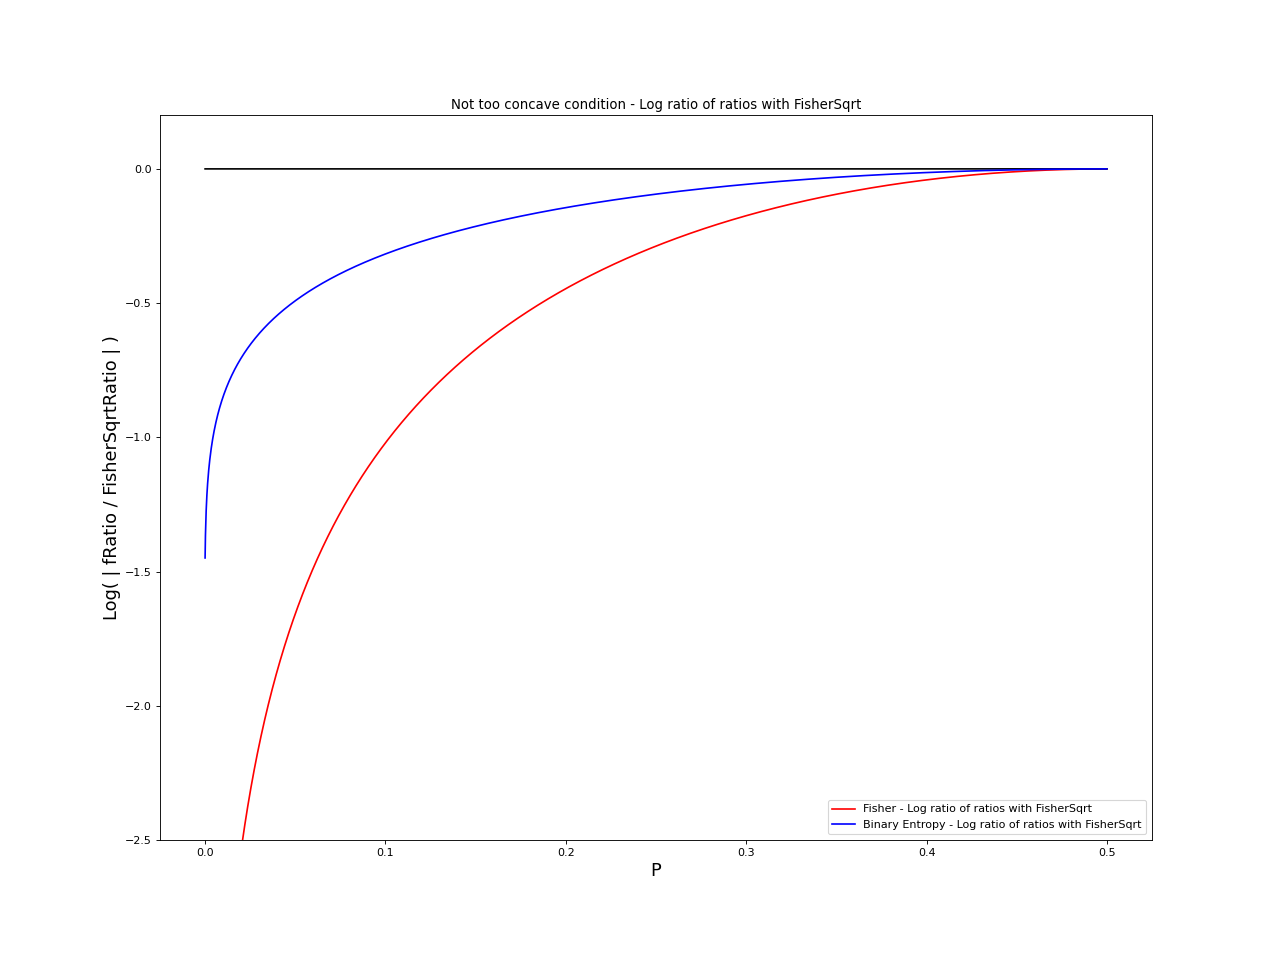 Not too concave condition - Log ratio of ratios with FisherSqrt
Log( | fRatio / FisherSqrtRatio | )
0.0
−0.5
−1.0
−1.5
−2.0
−2.5
Fisher - Log ratio of ratios with FisherSqrt
Binary Entropy - Log ratio of ratios with FisherSqrt
0.0 0.1 0.2 0.3 0.4 0.5
P